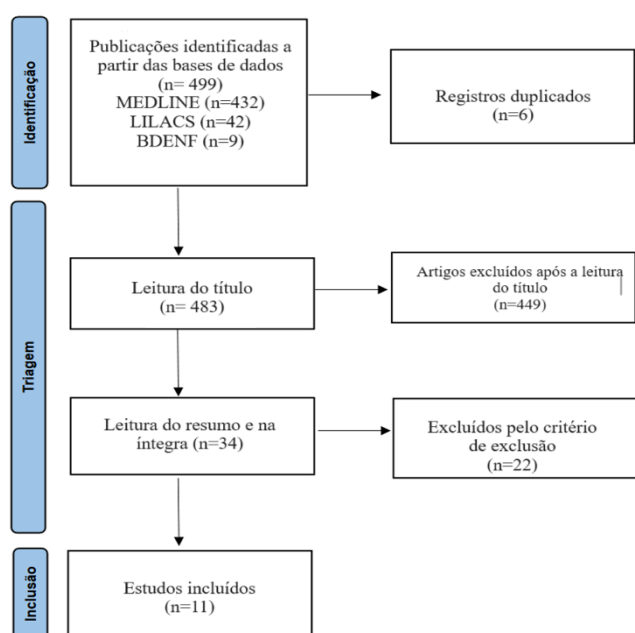 Identificação
Publicações identificadas a
partir das bases de dados
(n= 499)
MEDLINE (n=432)
LILACS (n=42)
BDENF (n=9)
Registros duplicados
(n=6)
Triagem
Leitura do título
(n= 483)
Artigos excluídos após a leitura
do título
(n=449)
Leitura do resumo e na
íntegra (n=34)
Excluídos pelo critério
de exclusão
(n=22)
Inclusão
Estudos incluídos
(n=11)